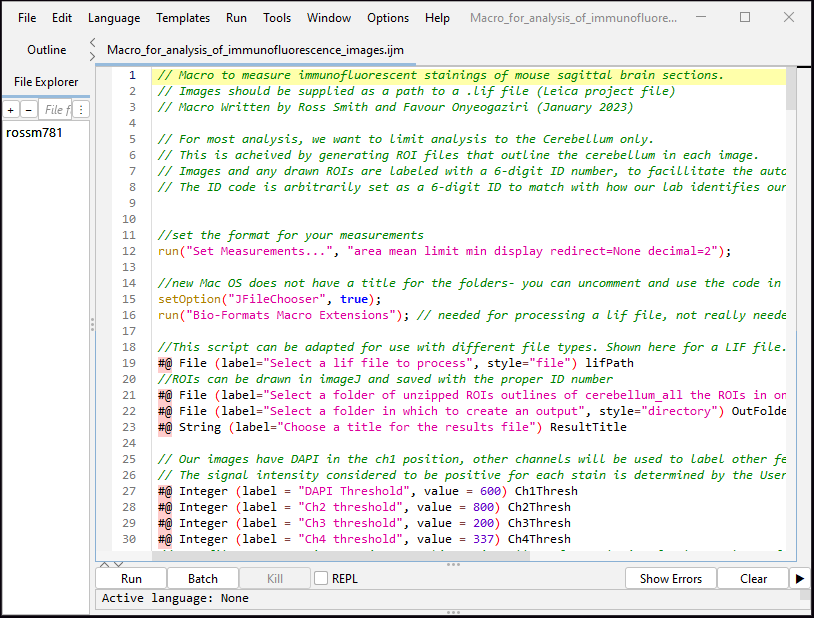 File Edit Language Templates Run Tools Window Options Help Macro_for_analysis_of_immunofluore...
Outline
Macro_for_analysis_of_immunofluorescence_images.ijm
File Explorer
+ − File f
rossm781
1 // Macro to measure immunofluorescent stainings of mouse sagittal brain sections.
2 // Images should be supplied as a path to a .lif file (Leica project file)
3 // Macro Written by Ross Smith and Favour Onyeogaziri (January 2023)
4
5 // For most analysis, we want to limit analysis to the Cerebellum only.
6 // This is acheived by generating ROI files that outline the cerebellum in each image.
7 // Images and any drawn ROIs are labeled with a 6-digit ID number, to facillitate the auto
8 // The ID code is arbitrarily set as a 6-digit ID to match with how our lab identifies our
9
10
11 //set the format for your measurements
12 run("Set Measurements...", "area mean limit min display redirect=None decimal=2");
13
14 //new Mac OS does not have a title for the folders- you can uncomment and use the code in
15 setOption("JFileChooser", true);
16 run("Bio-Formats Macro Extensions"); // needed for processing a lif file, not really neede
17
18 //This script can be adapted for use with different file types. Shown here for a LIF file.
19 #@ File (label="Select a lif file to process", style="file") lifPath
20 //ROIs can be drawn in imageJ and saved with the proper ID number
21 #@ File (label="Select a folder of unzipped ROIs outlines of cerebellum_all the ROIs in on
22 #@ File (label="Select a folder in which to create an output", style="directory") OutFolde
23 #@ String (label="Choose a title for the results file") ResultTitle
24
25 // Our images have DAPI in the ch1 position, other channels will be used to label other fe
26 // The signal intensity considered to be positive for each stain is determined by the User
27 #@ Integer (label = "DAPI Threshold", value = 600) Ch1Thresh
28 #@ Integer (label = "Ch2 threshold", value = 800) Ch2Thresh
29 #@ Integer (label = "Ch3 threshold", value = 200) Ch3Thresh
30 #@ Integer (label = "Ch4 threshold", value = 337) Ch4Thresh
Run Batch Kill REPL Show Errors Clear
Active language: None